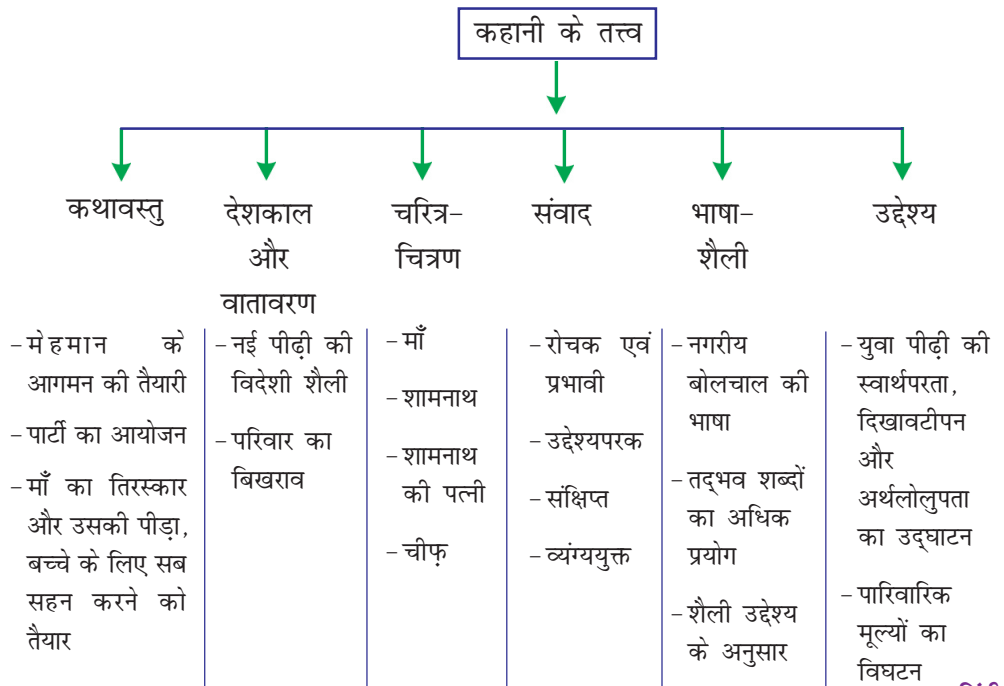 कहानी के तत्त्व
कथावस्तु
देशकाल
और
वातावरण
चरित्र-
चित्रण
संवाद
भाषा-
शैली
उद्देश्य
- मेहमान के
आगमन की तैयारी
- पार्टी का आयोजन
- माँ का तिरस्कार
और उसकी पीड़ा,
बच्चे के लिए सब
सहन करने को
तैयार
- नई पीढ़ी की
विदेशी शैली
- परिवार का
बिखराव
- माँ
- शामनाथ
- शामनाथ
की पत्नी
- चीफ़
- रोचक एवं
प्रभावी
- उद्देश्यपरक
- संक्षिप्त
- व्यंग्ययुक्त
- नगरीय
बोलचाल की
भाषा
- तद्भव शब्दों
का अधिक
प्रयोग
- शैली उद्देश्य
के अनुसार
- युवा पीढ़ी की
स्वार्थपरता,
दिखावटीपन
और
अर्थलोलुपता
का उद्घाटन
- पारिवारिक
मूल्यों का
विघटन